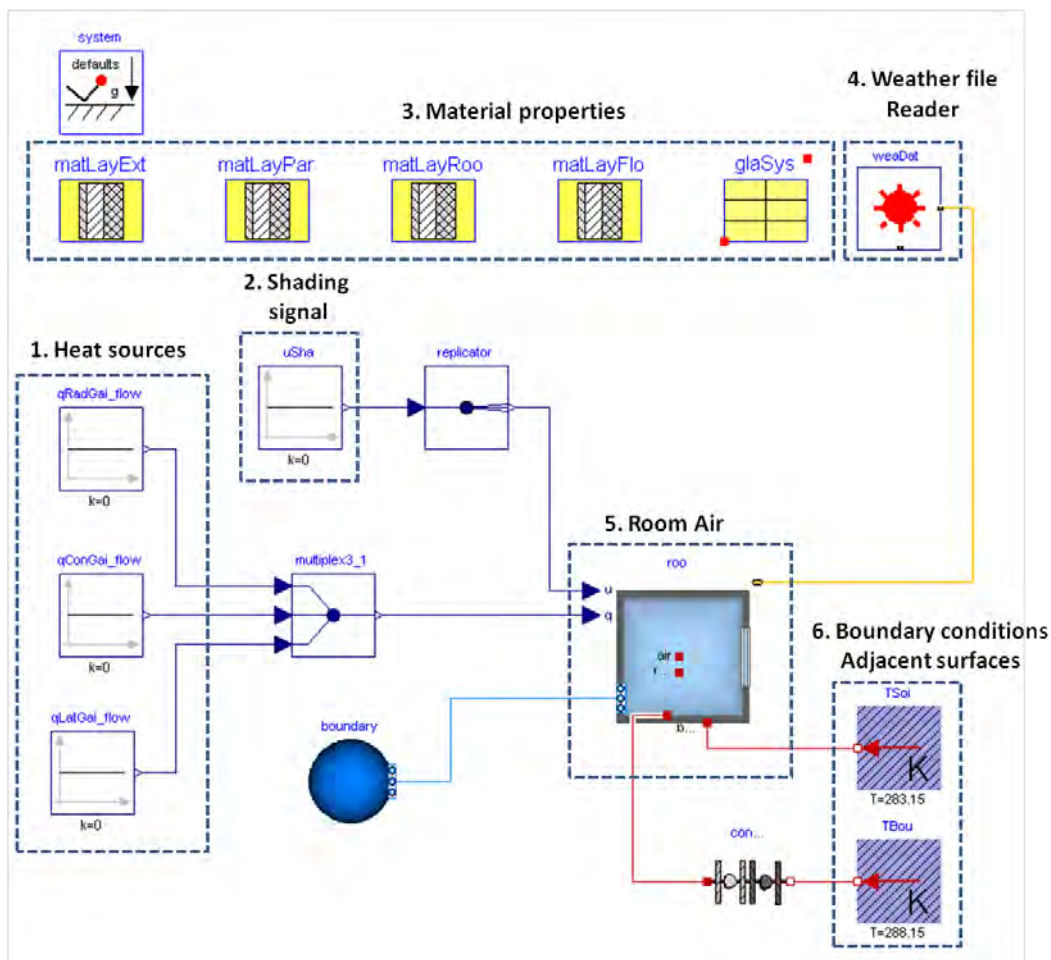 system
defaults
g
3. Material properties
4. Weather file
Reader
matLayExt
matLayPar
matLayRoo
matLayFlo
glaSys
weaDat
2. Shading
signal
1. Heat sources
uSha
replicator
qRadGai_flow
k=0
k=0
5. Room Air
qConGai_flow
multiplex3_1
roo
u
q
k=0
air
r...
b...
6. Boundary conditions
Adjacent surfaces
qLatGai_flow
boundary
TSoi
K
T=283.15
k=0
con...
TBou
K
T=288.15